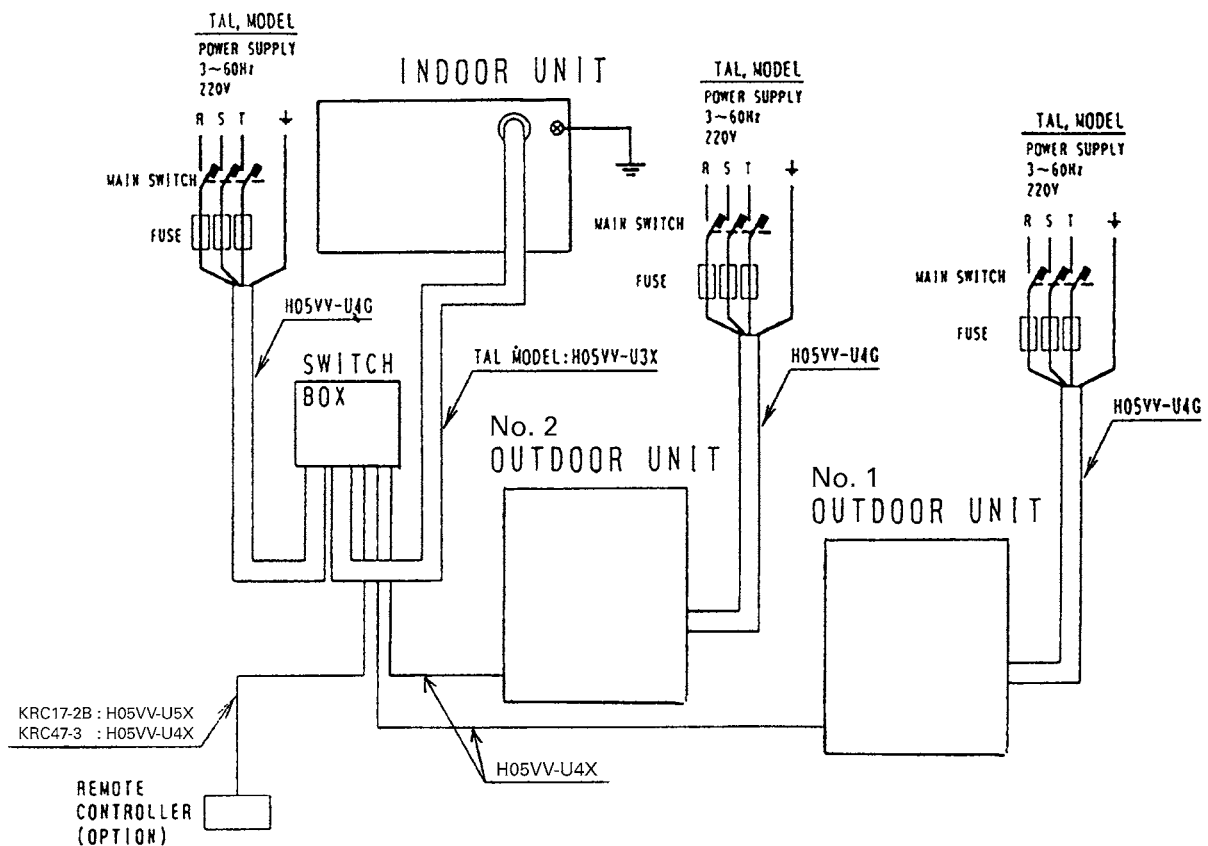 TAL, MODEL
POWER SUPPLY
3~60Hz
220V
R S T
MAIN SWITCH
FUSE
H05VV-U4G
INDOOR UNIT
SWITCH
BOX
TAL MODEL:H05VV-U3X
TAL, MODEL
POWER SUPPLY
3~60Hz
220V
R S T
MAIN SWITCH
FUSE
H05VV-U4G
No. 2
OUTDOOR UNIT
TAL, MODEL
POWER SUPPLY
3~60Hz
220V
R S T
MAIN SWITCH
FUSE
H05VV-U4G
No. 1
OUTDOOR UNIT
KRC17-2B : H05VV-U5X
KRC47-3 : H05VV-U4X
H05VV-U4X
REMOTE
CONTROLLER
(OPTION)